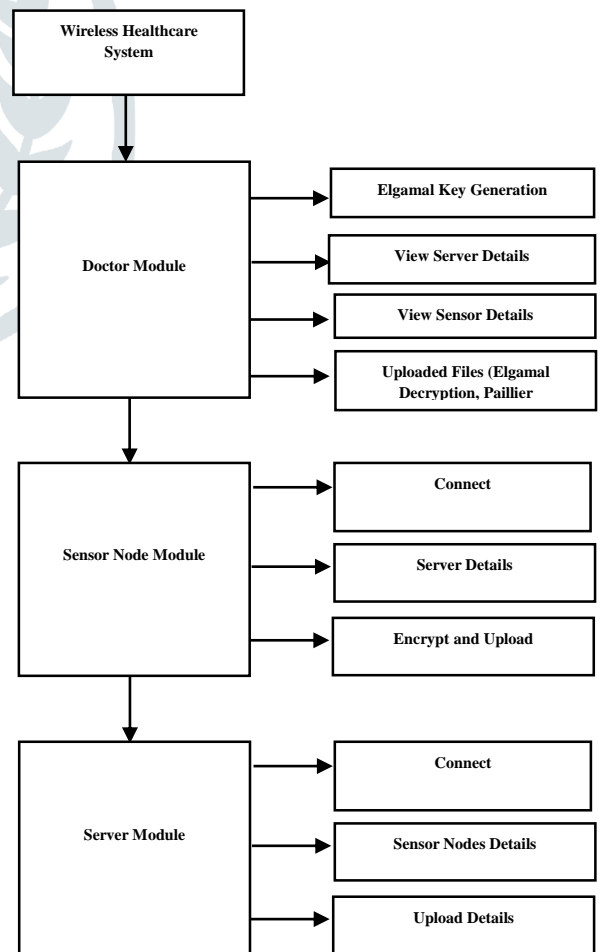 Wireless Healthcare
System
Doctor Module
Elgamal Key Generation
View Server Details
View Sensor Details
Uploaded Files (Elgamal
Decryption, Paillier
Sensor Node Module
Connect
Server Details
Encrypt and Upload
Server Module
Connect
Sensor Nodes Details
Upload Details